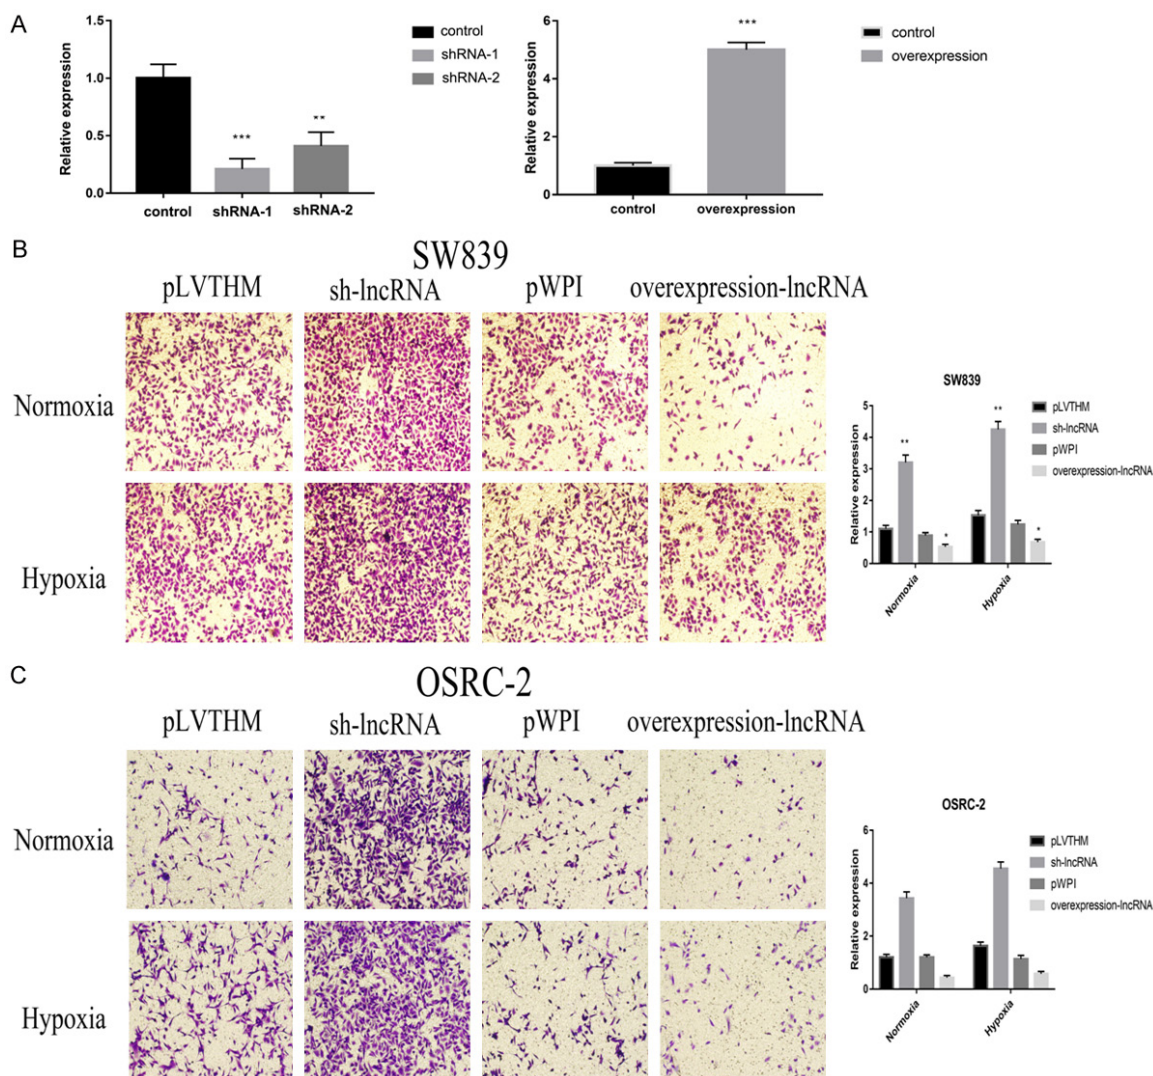 A
Relative expression
1.5
1.0
0.5
0.0
***
**
control
shRNA-1
shRNA-2
control
shRNA-1
shRNA-2
Relative expression
6
4
2
0
***
control
overexpression
control
overexpression
B
SW839
pLVTHM
sh-lncRNA
pWPI
overexpression-lncRNA
Normoxia
Hypoxia
SW839
Relative expression
5
4
3
2
1
0
**
*
**
*
Normoxia
Hypoxia
pLVTHM
sh-lncRNA
pWPI
overexpression-lncRNA
C
OSRC-2
pLVTHM
sh-lncRNA
pWPI
overexpression-lncRNA
Normoxia
Hypoxia
OSRC-2
Relative expression
6
4
2
0
Normoxia
Hypoxia
pLVTHM
sh-lncRNA
pWPI
overexpression-lncRNA